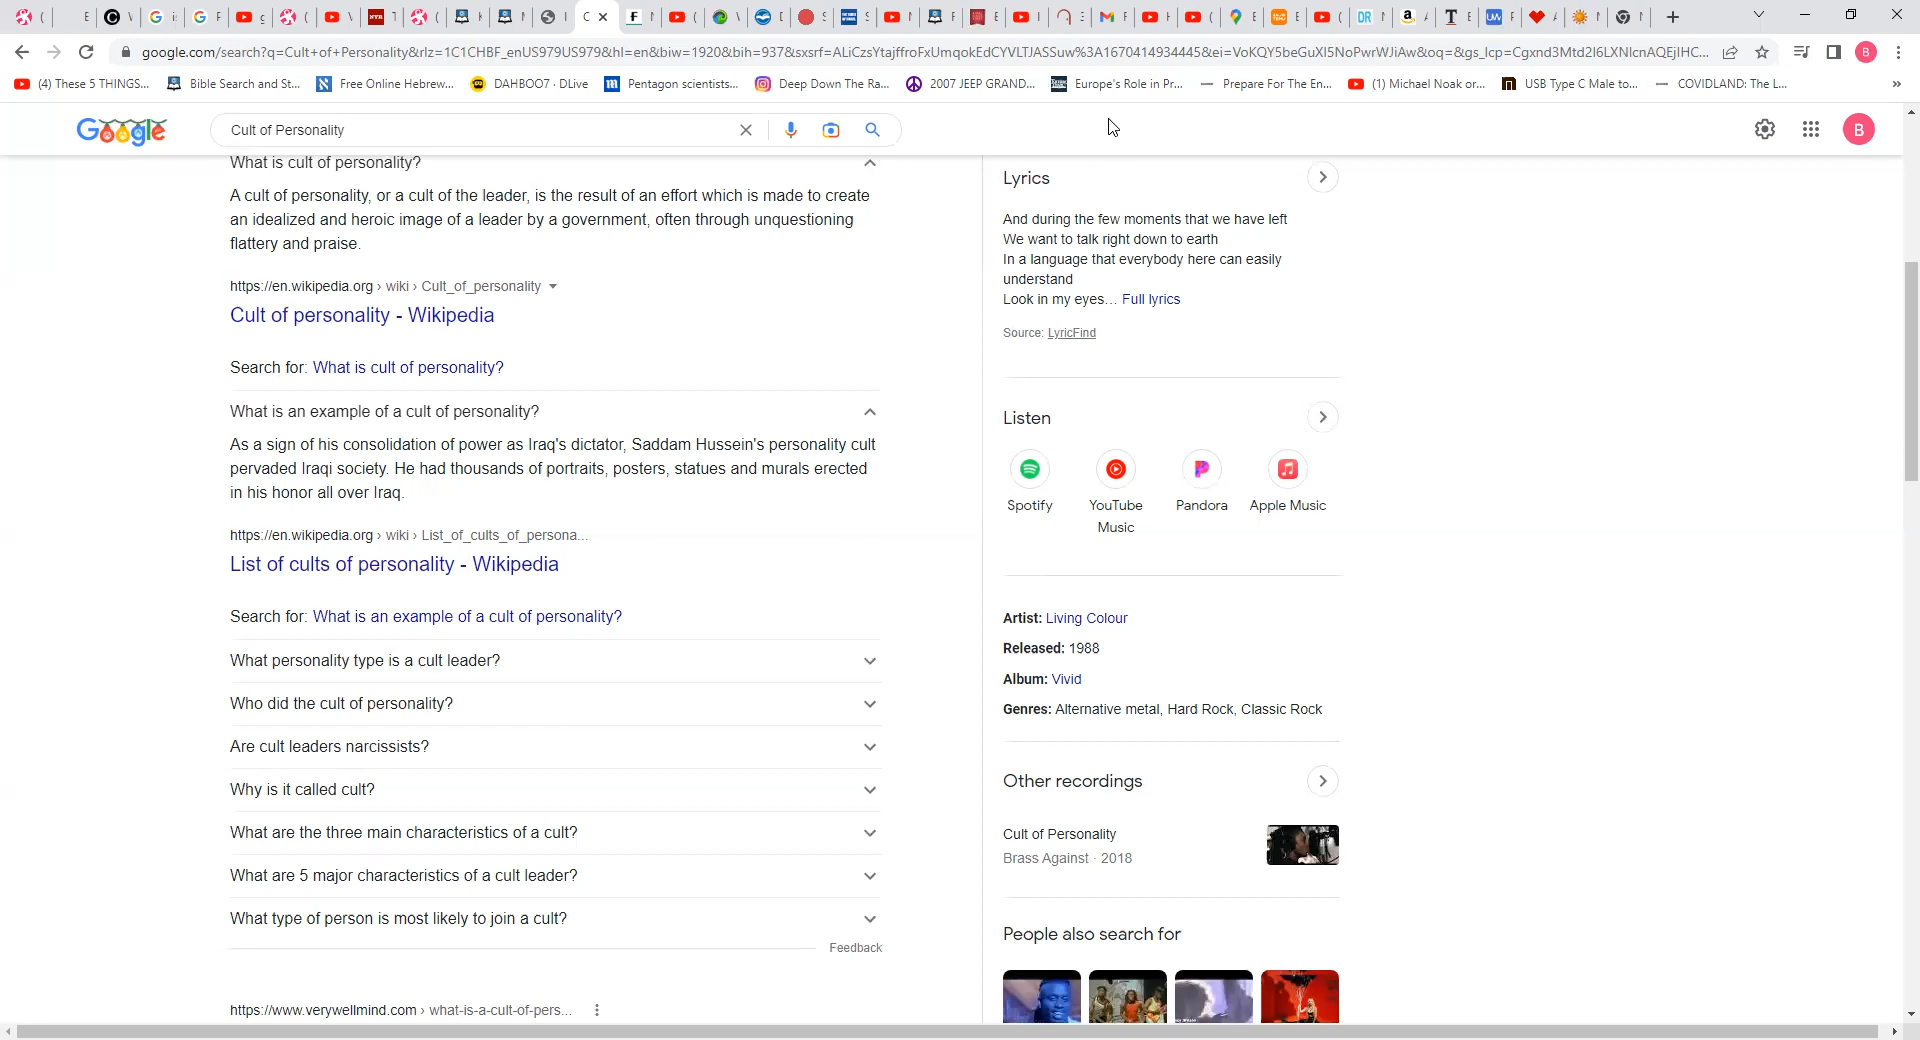 google.com/search?q=Cult+of+Personality&rlz=1C1CHBF_enUS979US979&hl=en&biw=1920&bih=937&sxsrf=ALiCzsYtajffroFxUmqokEdCYVLTJASSuw%3A1670414934445&ei=VoKQY5beGuXI5NoPwrWJiAw&oq=&gs_lcp=Cgxnd3Mtd2l6LXNlcnAQEjIHC...
B
(4) These 5 THINGS...
Bible Search and St...
Free Online Hebrew...
DAHBOO7 · DLive
Pentagon scientists...
Deep Down The Ra...
2007 JEEP GRAND...
Europe's Role in Pr...
Prepare For The En...
(1) Michael Noak or...
USB Type C Male to...
COVIDLAND: The L...
»
Google
Cult of Personality
B
What is cult of personality?
A cult of personality, or a cult of the leader, is the result of an effort which is made to create
an idealized and heroic image of a leader by a government, often through unquestioning
flattery and praise.
https://en.wikipedia.org › wiki › Cult_of_personality
Cult of personality - Wikipedia
Search for: What is cult of personality?
What is an example of a cult of personality?
As a sign of his consolidation of power as Iraq's dictator, Saddam Hussein's personality cult
pervaded Iraqi society. He had thousands of portraits, posters, statues and murals erected
in his honor all over Iraq.
https://en.wikipedia.org › wiki › List_of_cults_of_persona...
List of cults of personality - Wikipedia
Search for: What is an example of a cult of personality?
What personality type is a cult leader?
Who did the cult of personality?
Are cult leaders narcissists?
Why is it called cult?
What are the three main characteristics of a cult?
What are 5 major characteristics of a cult leader?
What type of person is most likely to join a cult?
Feedback
https://www.verywellmind.com › what-is-a-cult-of-pers...
Lyrics
And during the few moments that we have left
We want to talk right down to earth
In a language that everybody here can easily
understand
Look in my eyes… Full lyrics
Source: LyricFind
Listen
Spotify
YouTube
Music
Pandora
Apple Music
Artist: Living Colour
Released: 1988
Album: Vivid
Genres: Alternative metal, Hard Rock, Classic Rock
Other recordings
Cult of Personality
Brass Against · 2018
People also search for